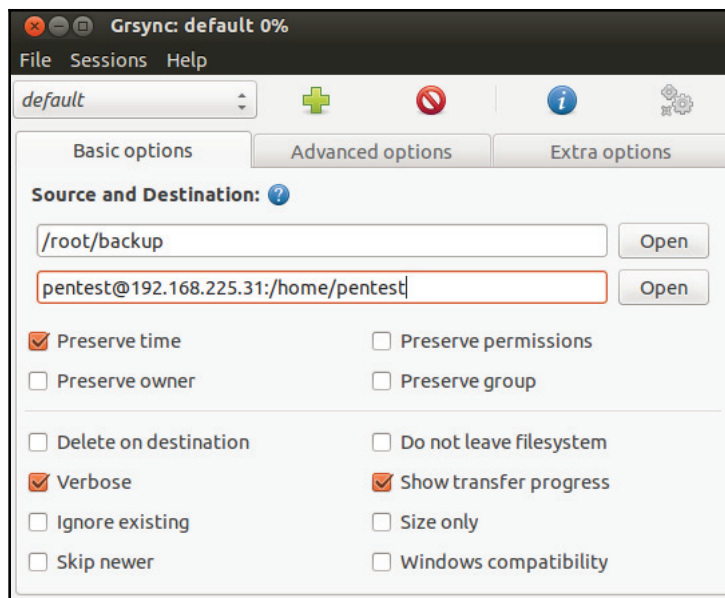 Grsync: default 0%
File Sessions Help
default
Basic options Advanced options Extra options
Source and Destination:
/root/backup Open
pentest@192.168.225.31:/home/pentest Open
Preserve time Preserve permissions
Preserve owner Preserve group
Delete on destination Do not leave filesystem
Verbose Show transfer progress
Ignore existing Size only
Skip newer Windows compatibility